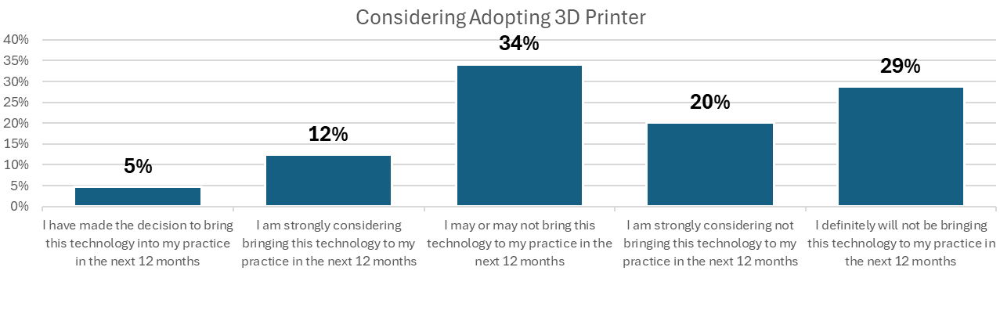 Considering Adopting 3D Printer
40%
35%
30%
25%
20%
15%
10%
5%
0%
5%
12%
34%
20%
29%
I have made the decision to bring
this technology into my practice
in the next 12 months
I am strongly considering
bringing this technology to my
practice in the next 12 months
I may or may not bring this
technology to my practice in the
next 12 months
I am strongly considering not
bringing this technology to my
practice in the next 12 months
I definitely will not be bringing
this technology to my practice in
the next 12 months